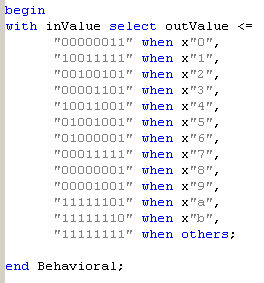 begin
with inValue select outValue <=
"00000011" when x"0",
"10011111" when x"1",
"00100101" when x"2",
"00001101" when x"3",
"10011001" when x"4",
"01001001" when x"5",
"01000001" when x"6",
"00011111" when x"7",
"00000001" when x"8",
"00001001" when x"9",
"11111101" when x"a",
"11111110" when x"b",
"11111111" when others;
end Behavioral;